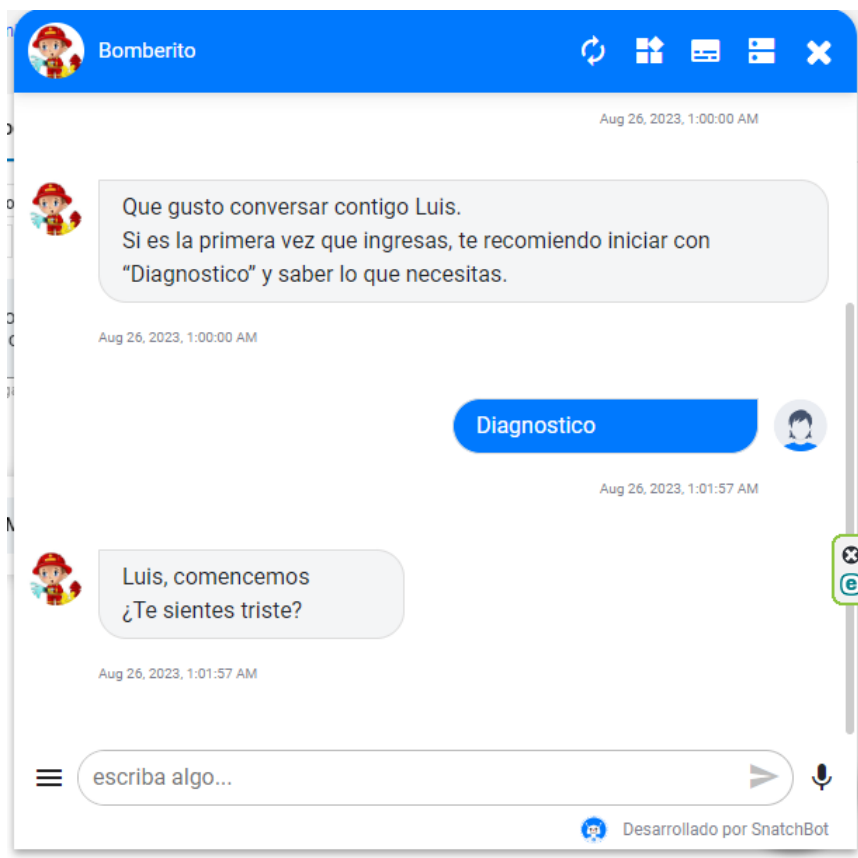 Bomberito
Aug 26, 2023, 1:00:00 AM
Que gusto conversar contigo Luis.
Si es la primera vez que ingresas, te recomiendo iniciar con
“Diagnostico” y saber lo que necesitas.
Aug 26, 2023, 1:00:00 AM
Diagnostico
Aug 26, 2023, 1:01:57 AM
Luis, comencemos
¿Te sientes triste?
Aug 26, 2023, 1:01:57 AM
escriba algo...
Desarrollado por SnatchBot